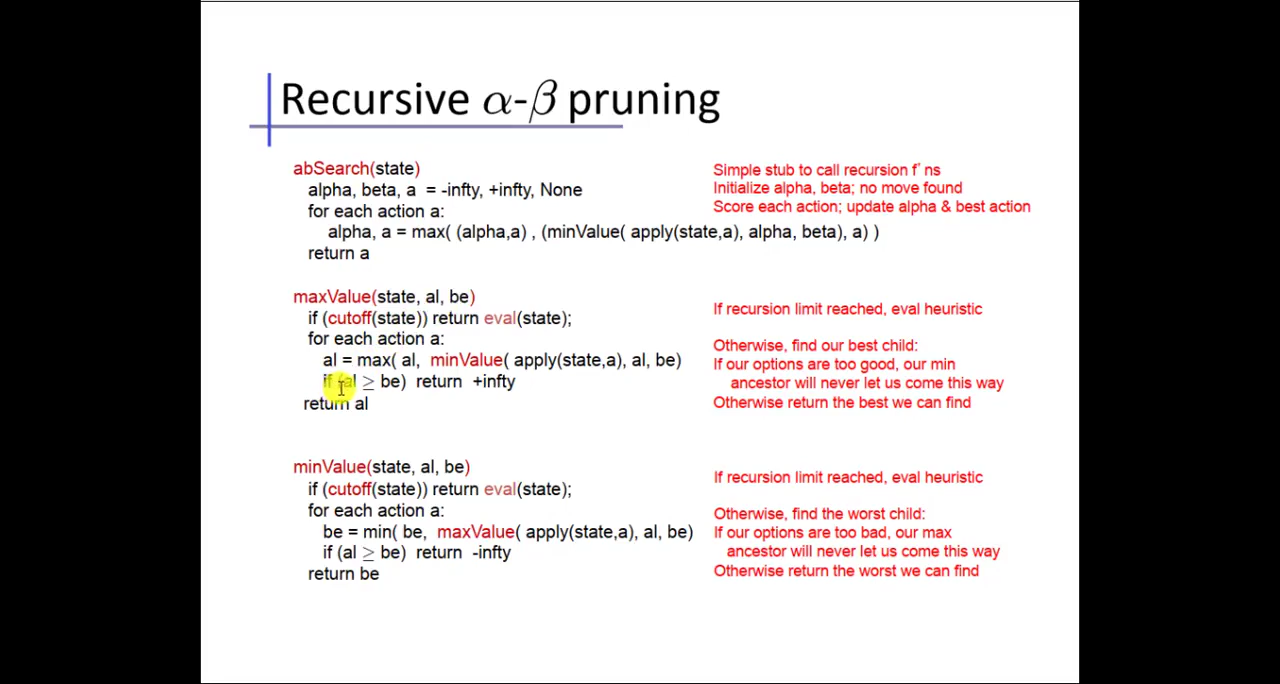 Recursive α-β pruning
abSearch(state)
alpha, beta, a = -infty, +infty, None
for each action a:
alpha, a = max( (alpha,a) , (minValue( apply(state,a), alpha, beta), a) )
return a
Simple stub to call recursion f'ns
Initialize alpha, beta; no move found
Score each action; update alpha & best action
maxValue(state, al, be)
if (cutoff(state)) return eval(state);
for each action a:
al = max( al, minValue( apply(state,a), al, be)
if (al ≥ be) return +infty
return al
If recursion limit reached, eval heuristic
Otherwise, find our best child:
If our options are too good, our min
ancestor will never let us come this way
Otherwise return the best we can find
minValue(state, al, be)
if (cutoff(state)) return eval(state);
for each action a:
be = min( be, maxValue( apply(state,a), al, be)
if (al ≥ be) return -infty
return be
If recursion limit reached, eval heuristic
Otherwise, find the worst child:
If our options are too bad, our max
ancestor will never let us come this way
Otherwise return the worst we can find